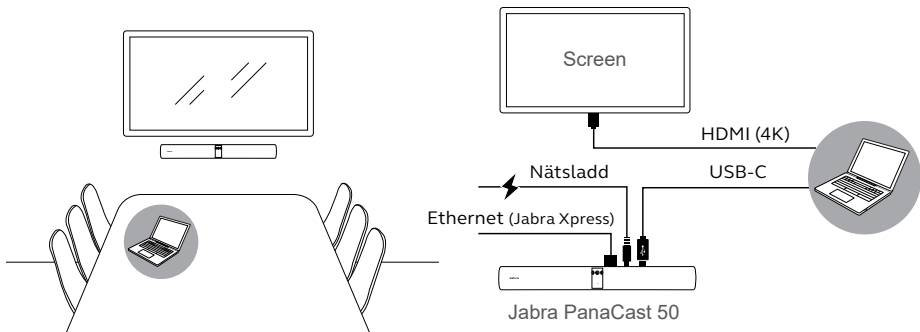 Screen
HDMI (4K)
Nätsladd
USB-C
Ethernet (Jabra Xpress)
Jabra PanaCast 50